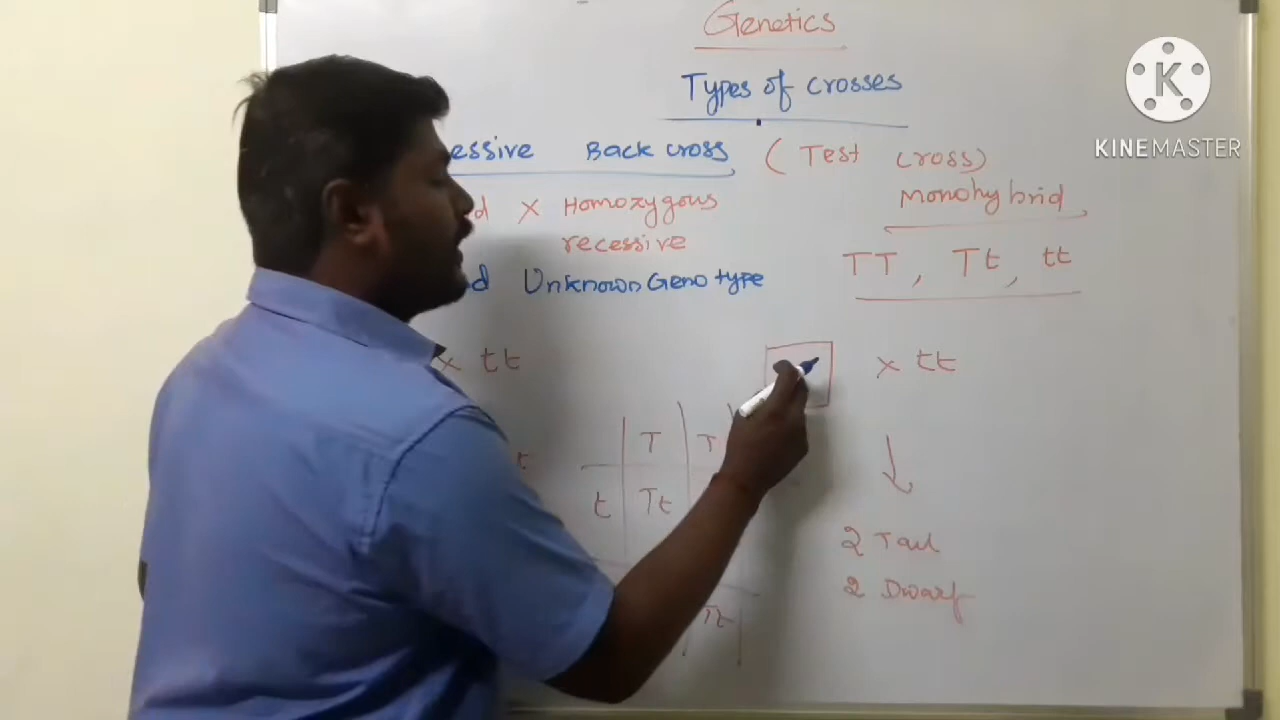 Genetics
Types of crosses
essive Back cross (Test cross)
d X Homozygous recessive
Monohybrid
d Unknown Genotype
TT, Tt, tt
x tt
x tt
t
T T
t Tt
Tt
2 Tall
2 Dwarf
K
KINEMASTER